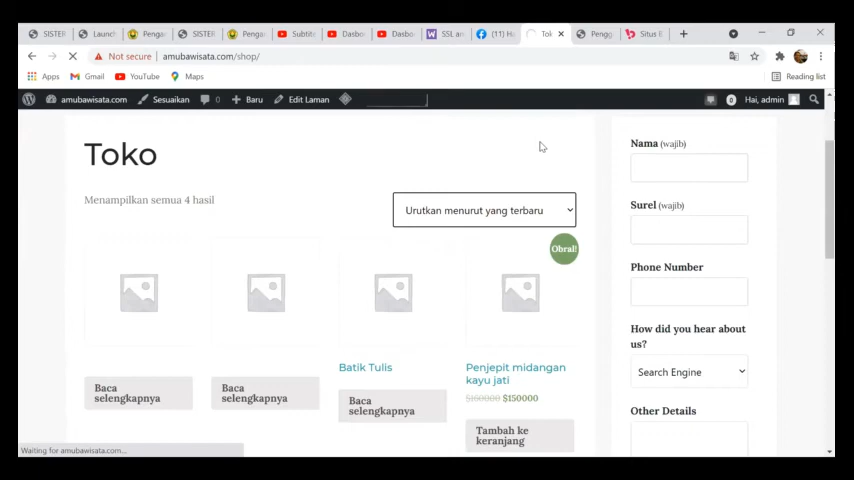 SISTER
Launch
Pengan
SISTER
Penga
Subtitl
Dasbo
Dasbo
SSL an
(11) Ha
Tok
Pengg
Situs B
Not secure
amubawisata.com/shop/
Apps
Gmail
YouTube
Maps
Reading list
amubawisata.com
Sesuaikan
0
Baru
Edit Laman
0
Hai, admin
Toko
Menampilkan semua 4 hasil
Urutkan menurut yang terbaru
Obral!
Baca
selengkapnya
Baca
selengkapnya
Batik Tulis
Baca
selengkapnya
Penjepit midangan
kayu jati
$160000 $150000
Tambah ke
keranjang
Nama (wajib)
Surel (wajib)
Phone Number
How did you hear about
us?
Search Engine
Other Details
Waiting for amubawisata.com...